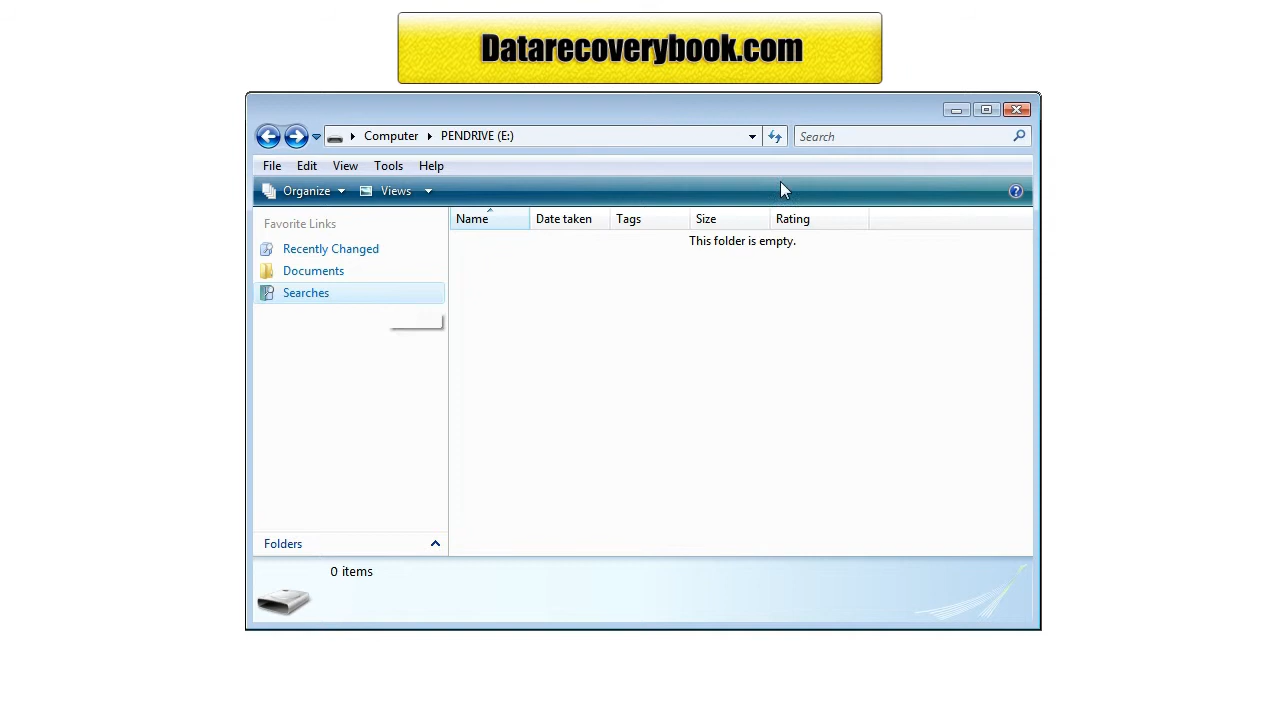 Datarecoverybook.com
Computer PENDRIVE (E:) Search
File Edit View Tools Help
Organize Views
Favorite Links
Recently Changed
Documents
Searches
Name Date taken Tags Size Rating
This folder is empty.
Folders
0 items